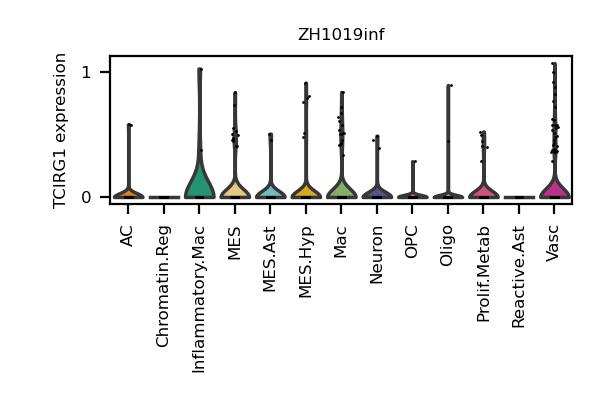 ZH1019inf
TCIRG1 expression
1
0
AC
Chromatin.Reg
Inflammatory.Mac
MES
MES.Ast
MES.Hyp
Mac
Neuron
OPC
Oligo
Prolif.Metab
Reactive.Ast
Vasc